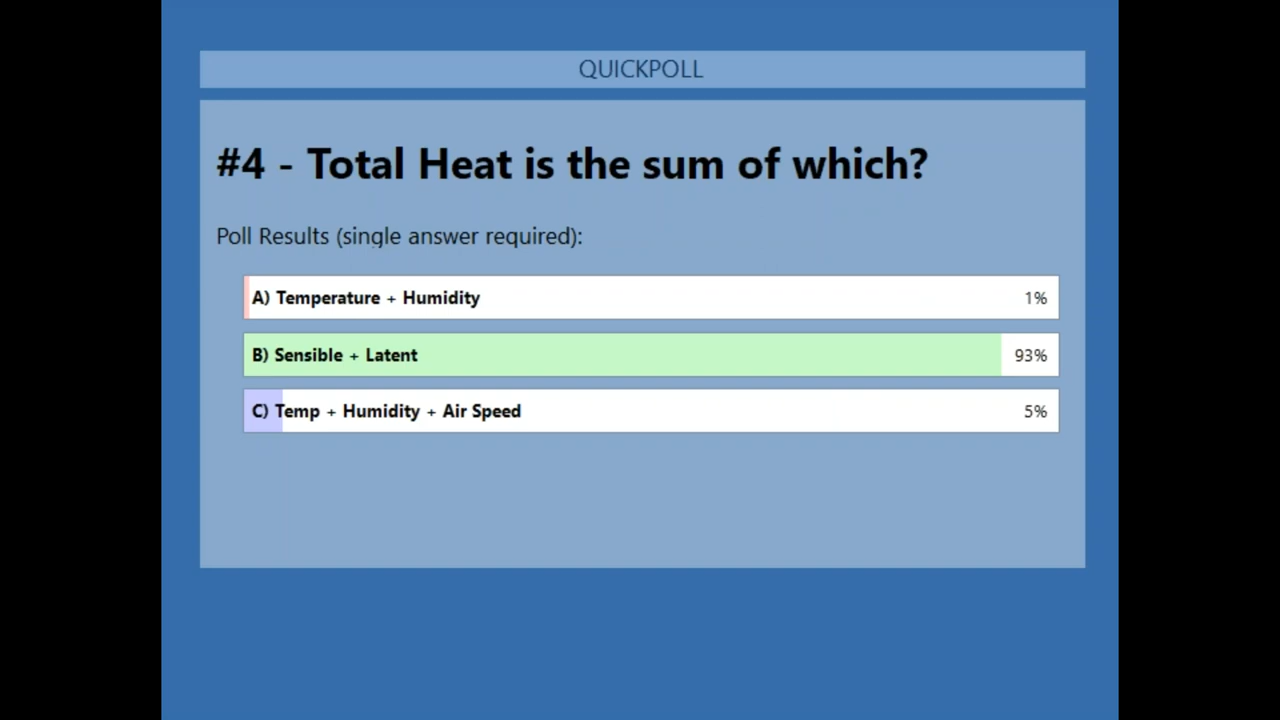 QUICKPOLL
#4 - Total Heat is the sum of which?
Poll Results (single answer required):
A) Temperature + Humidity 1%
B) Sensible + Latent 93%
C) Temp + Humidity + Air Speed 5%